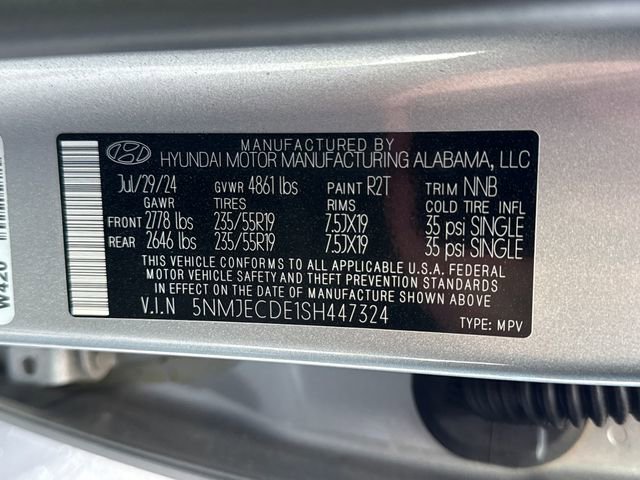 MANUFACTURED BY
HYUNDAI MOTOR MANUFACTURING ALABAMA, LLC
Jul/29/24 GVWR 4861 lbs PAINT R2T TRIM NNB
GAWR TIRES RIMS COLD TIRE INFL
FRONT 2778 lbs 235/55R19 7.5JX19 35 psi SINGLE
REAR 2646 lbs 235/55R19 7.5JX19 35 psi SINGLE
THIS VEHICLE CONFORMS TO ALL APPLICABLE U.S.A. FEDERAL
MOTOR VEHICLE SAFETY AND THEFT PREVENTION STANDARDS
IN EFFECT ON THE DATE OF MANUFACTURE SHOWN ABOVE
V.I.N 5NMJECDE1SH447324
TYPE: MPV
W420